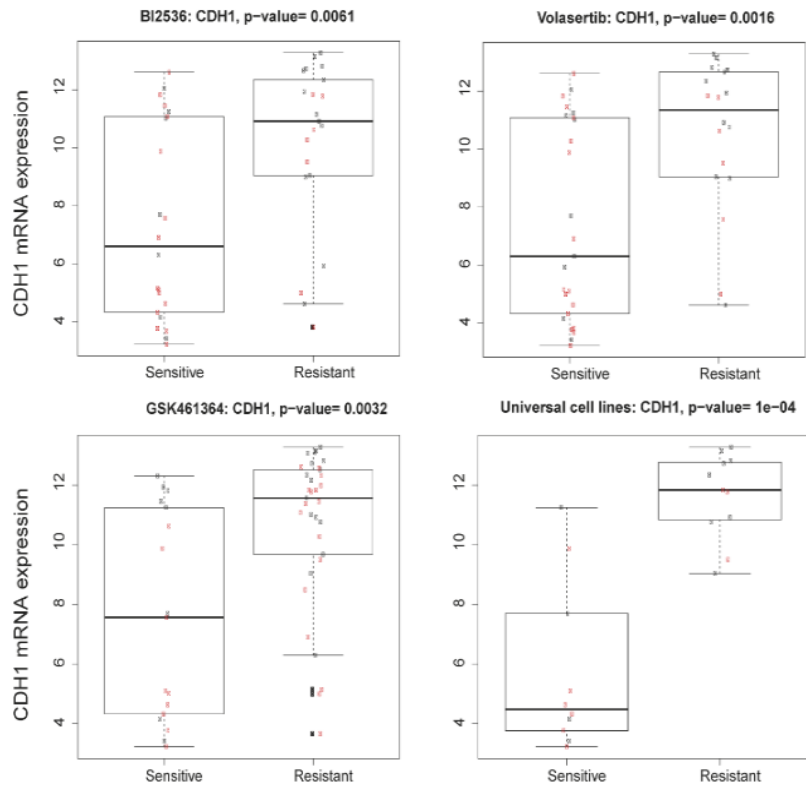 BI2536: CDH1, p-value= 0.0061
Volasertib: CDH1, p-value= 0.0016
CDH1 mRNA expression
12
10
8
6
4
12
10
8
6
4
Sensitive
Resistant
Sensitive
Resistant
GSK461364: CDH1, p-value= 0.0032
Universal cell lines: CDH1, p-value= 1e-04
CDH1 mRNA expression
12
10
8
6
4
12
10
8
6
4
Sensitive
Resistant
Sensitive
Resistant